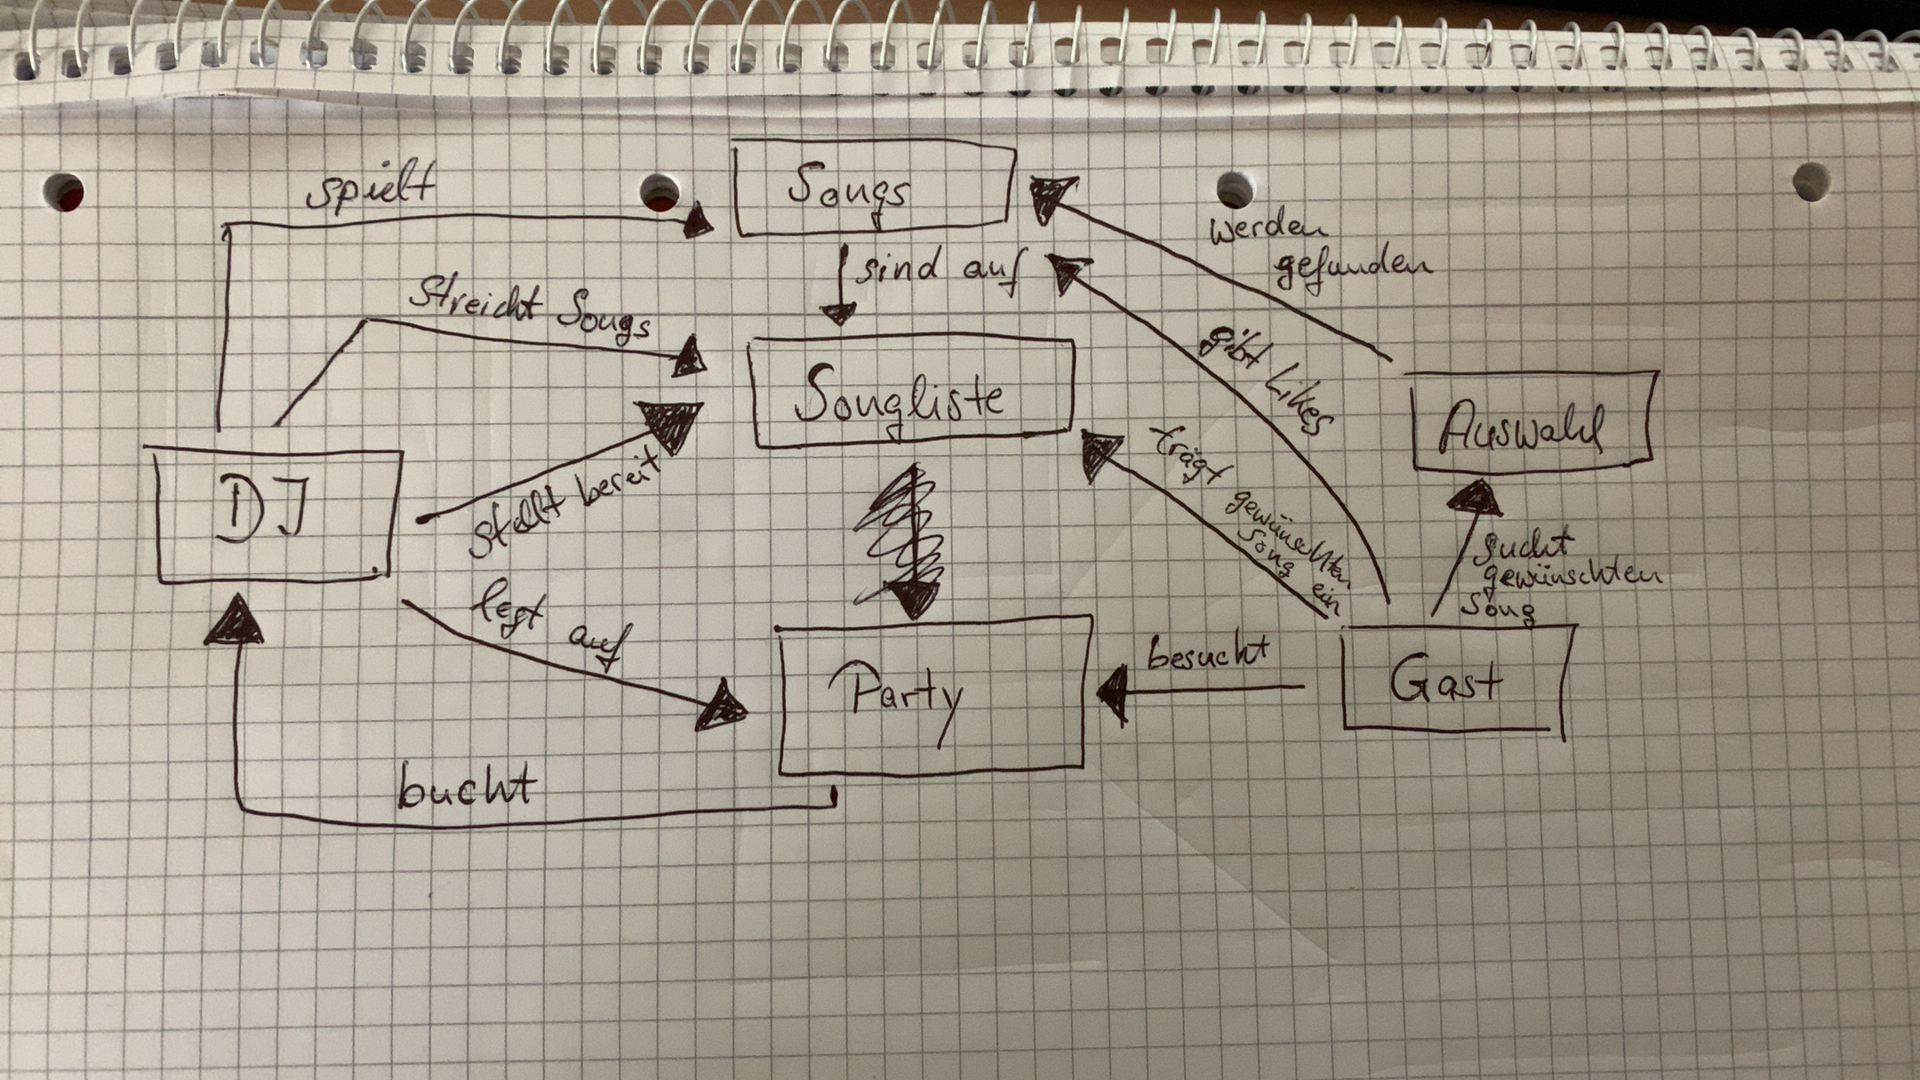 Songs
spielt
werden
gefunden
sind auf
Streicht Songs
gibt Likes
Songliste
Auswahl
trägt gewünschten
Song ein
DJ
stellt bereit
sucht
gewünschten
Song
legt auf
besucht
Party
Gast
bucht